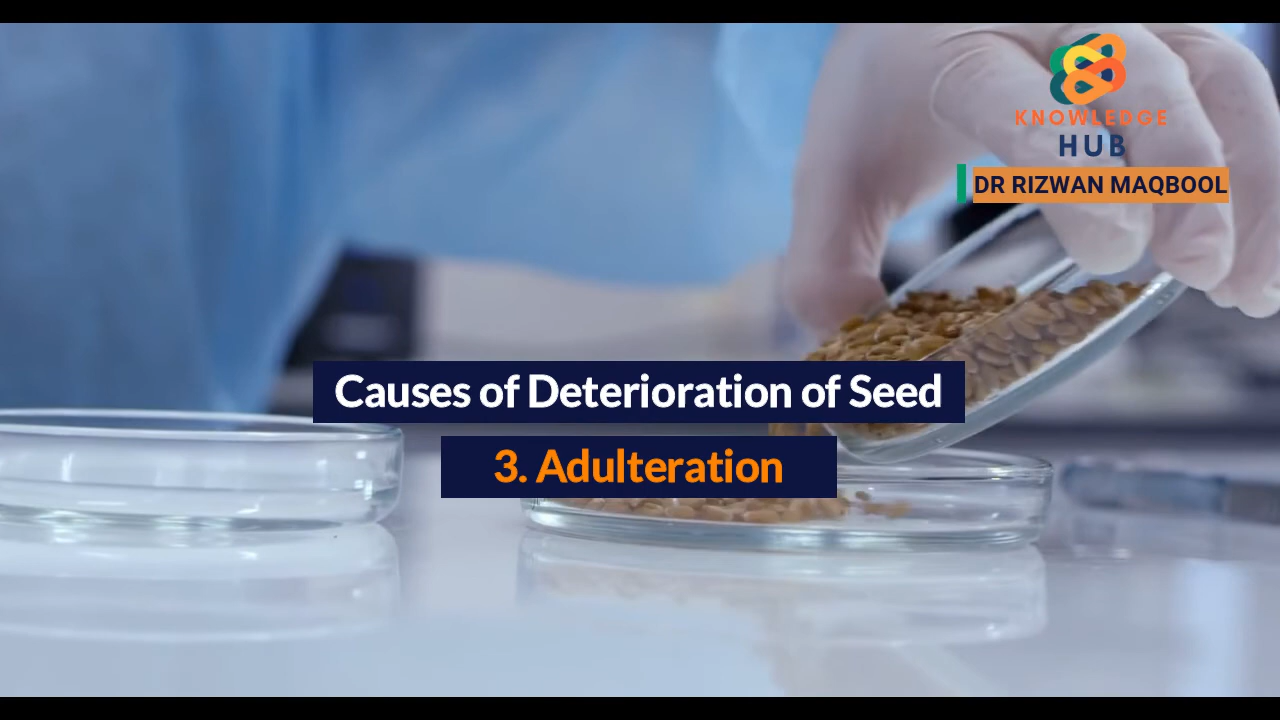 KNOWLEDGE
HUB
DR RIZWAN MAQBOOL
Causes of Deterioration of Seed
3. Adulteration